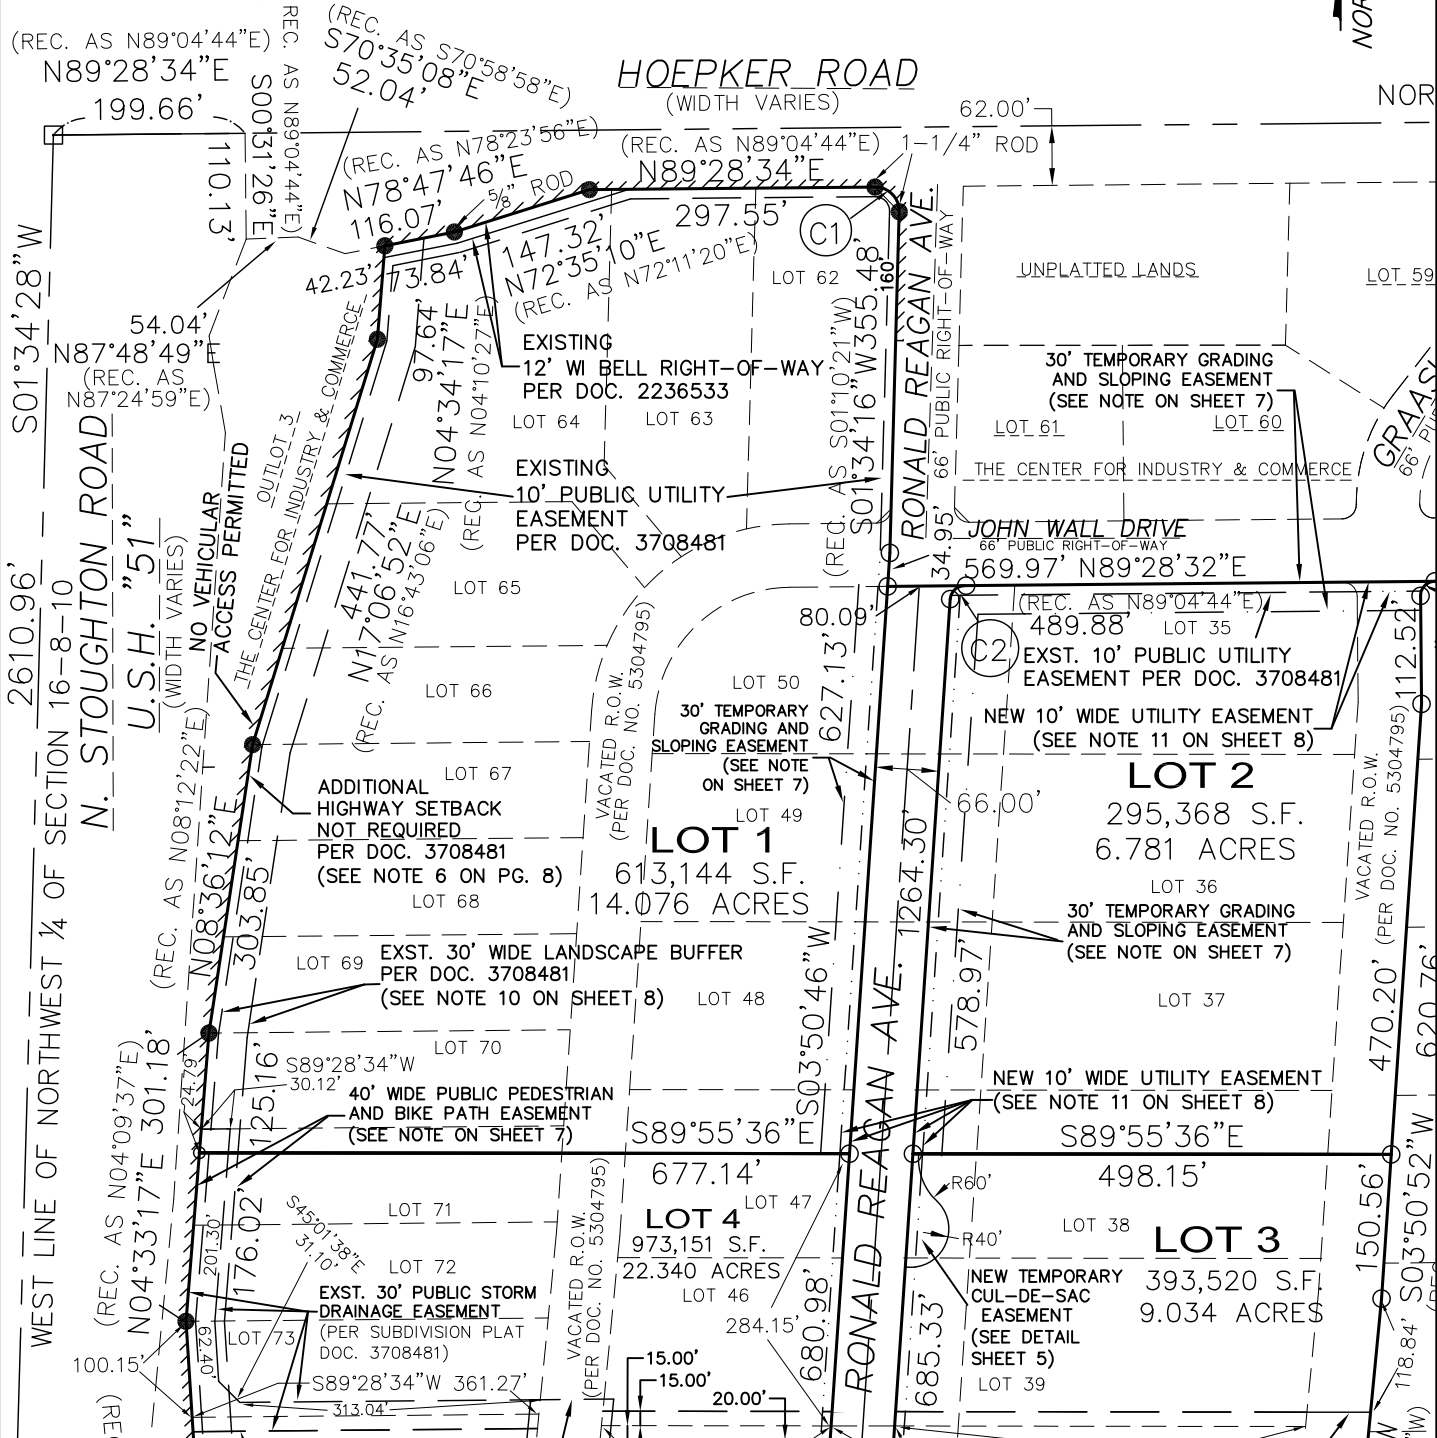 (REC. AS N89°04'44"E)
N89°28'34"E
199.66'
S00°31'26"E
110.13'
REC. AS N89°04'44"E)
(REC. AS S70°58'58"E)
S70°35'08"E
52.04'
HOEPKER ROAD
(WIDTH VARIES)
62.00'
NOR
NOR
(REC. AS N78°23'56"E)
N78°47'46"E
116.07'
5/8" ROD
(REC. AS N89°04'44"E)
N89°28'34"E
297.55'
1-1/4" ROD
C1
42.23'
73.84'
147.32'
N72°35'10"E
(REC. AS N72°11'20"E)
LOT 62
160'
UNPLATTED LANDS
LOT 59
S01°34'28"W
54.04'
N87°48'49"E
(REC. AS
N87°24'59"E)
97.64'
N04°34'17"E
(REC. AS N04°10'27"E)
EXISTING
12' WI BELL RIGHT-OF-WAY
PER DOC. 2236533
LOT 64
LOT 63
S01°34'16"W 355.48'
(REC. AS S01°10'21"W)
RONALD REAGAN AVE.
66' PUBLIC RIGHT-OF-WAY
30' TEMPORARY GRADING
AND SLOPING EASEMENT
(SEE NOTE ON SHEET 7)
LOT 61
LOT 60
GRAAS
66' PU
THE CENTER FOR INDUSTRY & COMMERCE
OUTLOT 3
THE CENTER FOR INDUSTRY & COMMERCE
EXISTING
10' PUBLIC UTILITY
EASEMENT
PER DOC. 3708481
N. STOUGHTON ROAD
U.S.H. "51"
(WIDTH VARIES)
NO VEHICULAR
ACCESS PERMITTED
2610.96'
WEST LINE OF NORTHWEST 1/4 OF SECTION 16-8-10
441.77'
N17°06'52"E
(REC. AS N16°43'06"E)
LOT 65
34.95'
JOHN WALL DRIVE
66' PUBLIC RIGHT-OF-WAY
569.97' N89°28'32"E
(REC. AS N89°04'44"E)
80.09'
489.88'
LOT 35
C2
EXST. 10' PUBLIC UTILITY
EASEMENT PER DOC. 3708481
112.52'
LOT 66
VACATED R.O.W.
(PER DOC. NO. 5304795)
LOT 50
627.13'
NEW 10' WIDE UTILITY EASEMENT
(SEE NOTE 11 ON SHEET 8)
30' TEMPORARY
GRADING AND
SLOPING EASEMENT
(SEE NOTE
ON SHEET 7)
LOT 67
ADDITIONAL
HIGHWAY SETBACK
NOT REQUIRED
PER DOC. 3708481
(SEE NOTE 6 ON PG. 8)
LOT 49
LOT 1
613,144 S.F.
14.076 ACRES
66.00'
1264.30'
LOT 2
295,368 S.F.
6.781 ACRES
VACATED R.O.W.
(PER DOC. NO. 5304795)
LOT 36
(REC. AS N08°12'22"E)
N08°36'12"E
303.85'
LOT 68
30' TEMPORARY GRADING
AND SLOPING EASEMENT
(SEE NOTE ON SHEET 7)
LOT 69
EXST. 30' WIDE LANDSCAPE BUFFER
PER DOC. 3708481
(SEE NOTE 10 ON SHEET 8)
LOT 48
S03°50'46"W
578.97'
LOT 37
470.20'
620.76'
(REC. AS N04°09'37"E)
N04°33'17"E 301.18'
24.79'
LOT 70
S89°28'34"W
30.12'
125.16'
40' WIDE PUBLIC PEDESTRIAN
AND BIKE PATH EASEMENT
(SEE NOTE ON SHEET 7)
S89°55'36"E
677.14'
NEW 10' WIDE UTILITY EASEMENT
(SEE NOTE 11 ON SHEET 8)
S89°55'36"E
498.15'
RONALD REAGAN AVE.
R60'
R40'
LOT 71
LOT 47
LOT 4
973,151 S.F.
22.340 ACRES
LOT 46
LOT 38
LOT 3
393,520 S.F.
9.034 ACRES
150.56'
S03°50'52"W
201.30'
176.02'
S45°01'38"E
31.10'
LOT 72
EXST. 30' PUBLIC STORM
DRAINAGE EASEMENT
(PER SUBDIVISION PLAT
DOC. 3708481)
VACATED R.O.W.
(PER DOC. NO. 5304795)
NEW TEMPORARY
CUL-DE-SAC
EASEMENT
(SEE DETAIL
SHEET 5)
284.15'
680.98'
685.33'
LOT 73
62.40'
100.15'
S89°28'34"W 361.27'
313.04'
15.00'
15.00'
20.00'
LOT 39
118.84'
(REC
W
"W)